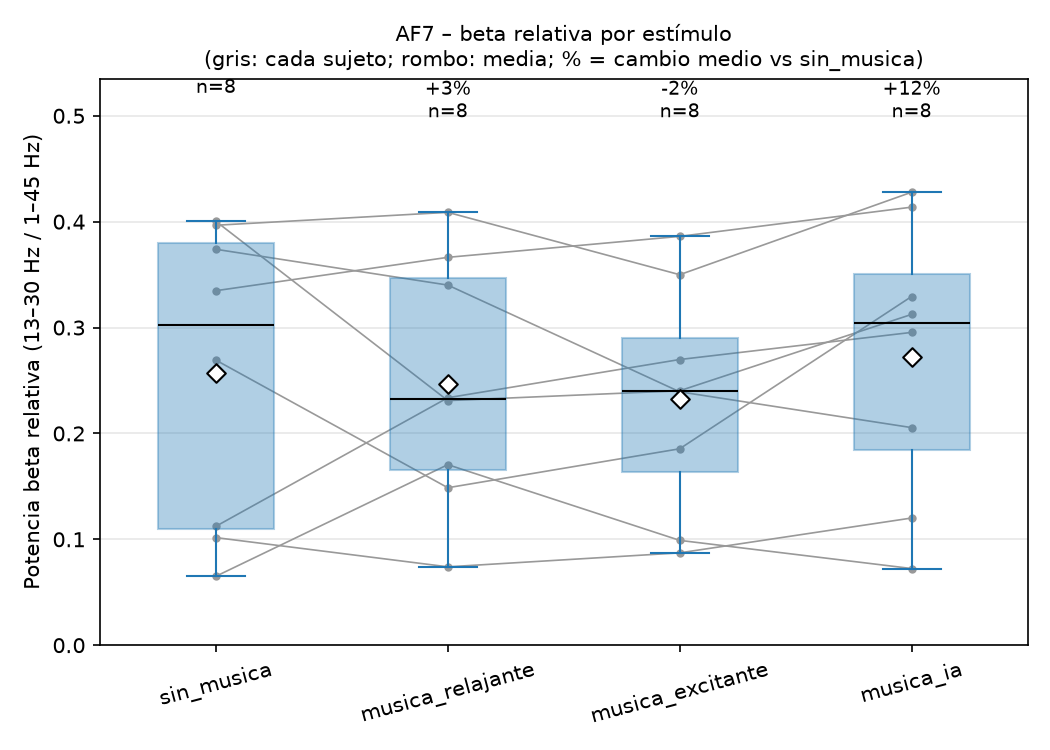 AF7 – beta relativa por estímulo
(gris: cada sujeto; rombo: media; % = cambio medio vs sin_musica)
n=8
+3%
n=8
-2%
n=8
+12%
n=8
Potencia beta relativa (13–30 Hz / 1–45 Hz)
0.5
0.4
0.3
0.2
0.1
0.0
sin_musica
musica_relajante
musica_excitante
musica_ia